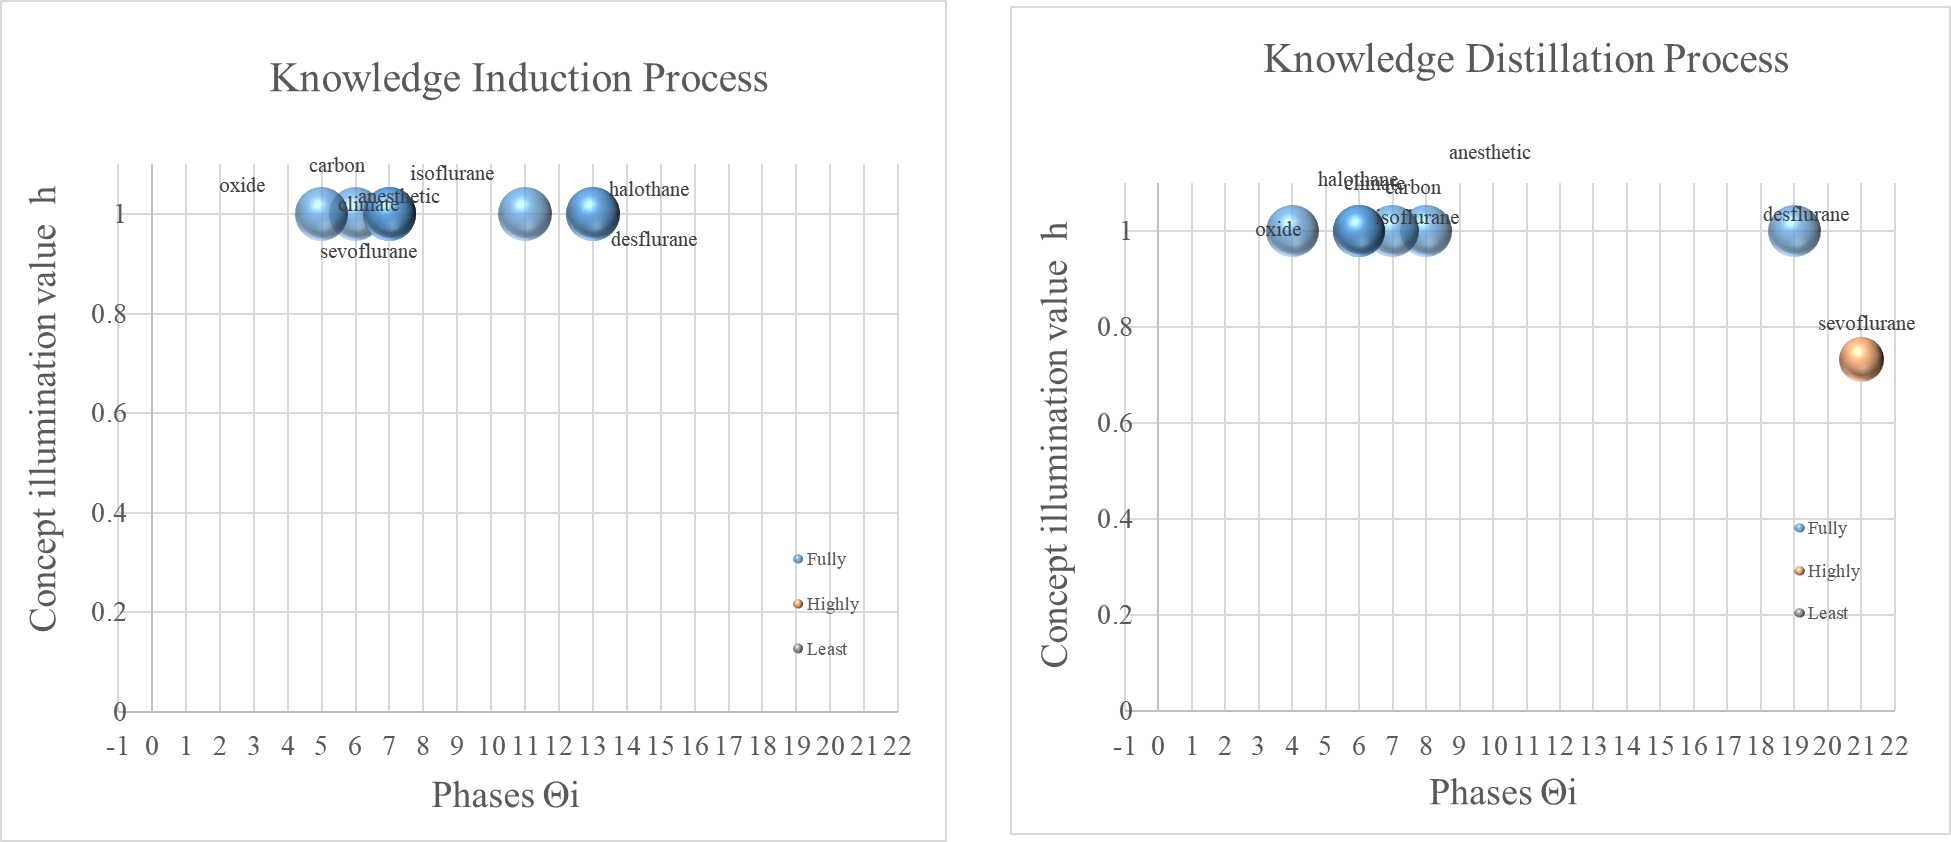 Knowledge Induction Process
carbon
isoflurane
oxide
halothane
anesthetic
climate
desflurane
sevoflurane
Concept illumination value h
1
0.8
0.6
0.4
0.2
0
Fully
Highly
Least
-1 0 1 2 3 4 5 6 7 8 9 10 11 12 13 14 15 16 17 18 19 20 21 22
Phases Θi
Knowledge Distillation Process
anesthetic
halothane
climate
carbon
isoflurane
desflurane
oxide
sevoflurane
Concept illumination value h
1
0.8
0.6
0.4
0.2
0
Fully
Highly
Least
-1 0 1 2 3 4 5 6 7 8 9 10 11 12 13 14 15 16 17 18 19 20 21 22
Phases Θi